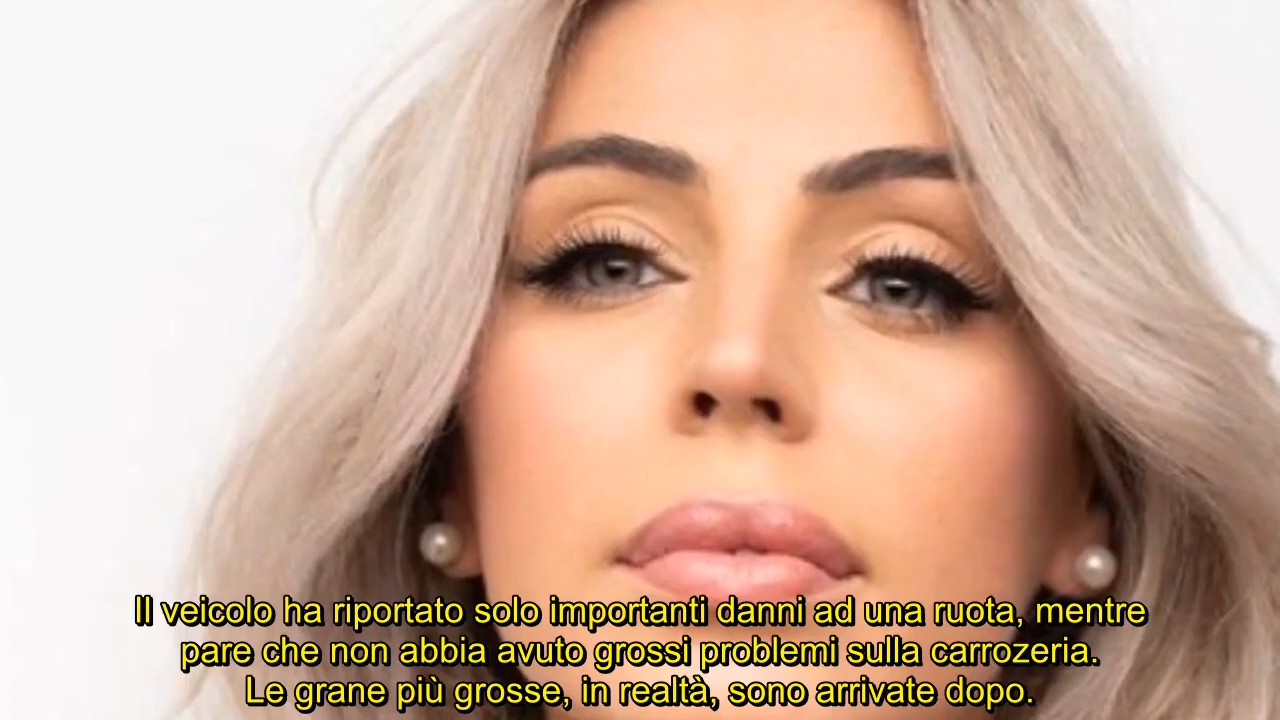 Il veicolo ha riportato solo importanti danni ad una ruota, mentre
pare che non abbia avuto grossi problemi sulla carrozeria.
Le grane più grosse, in realtà, sono arrivate dopo.